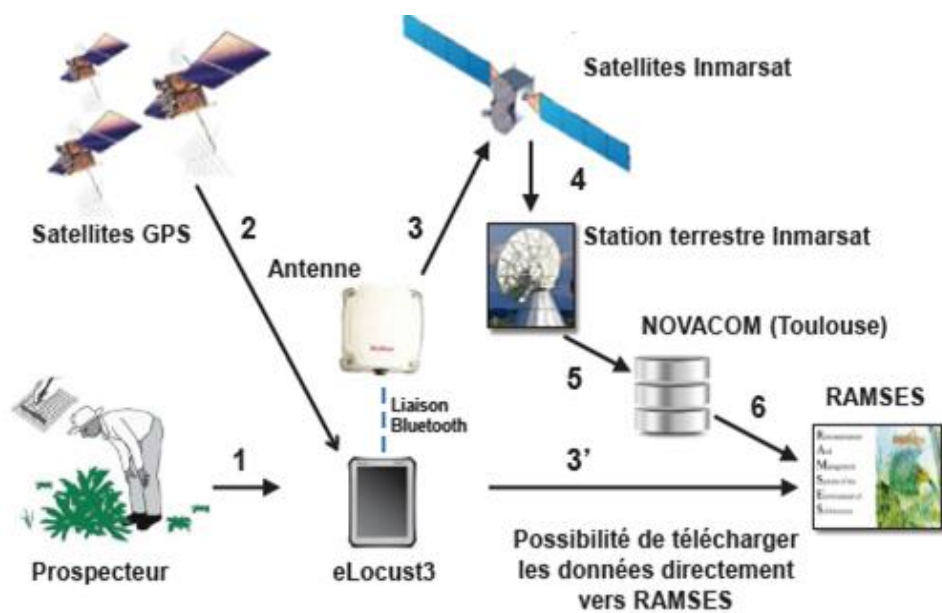 Satellites Inmarsat
4
Satellites GPS
2
3
Station terrestre Inmarsat
Antenne
NOVACOM (Toulouse)
5
6
RAMSES
Liaison
Bluetooth
1
3’
Prospecteur
eLocust3
Possibilité de télécharger
les données directement
vers RAMSES